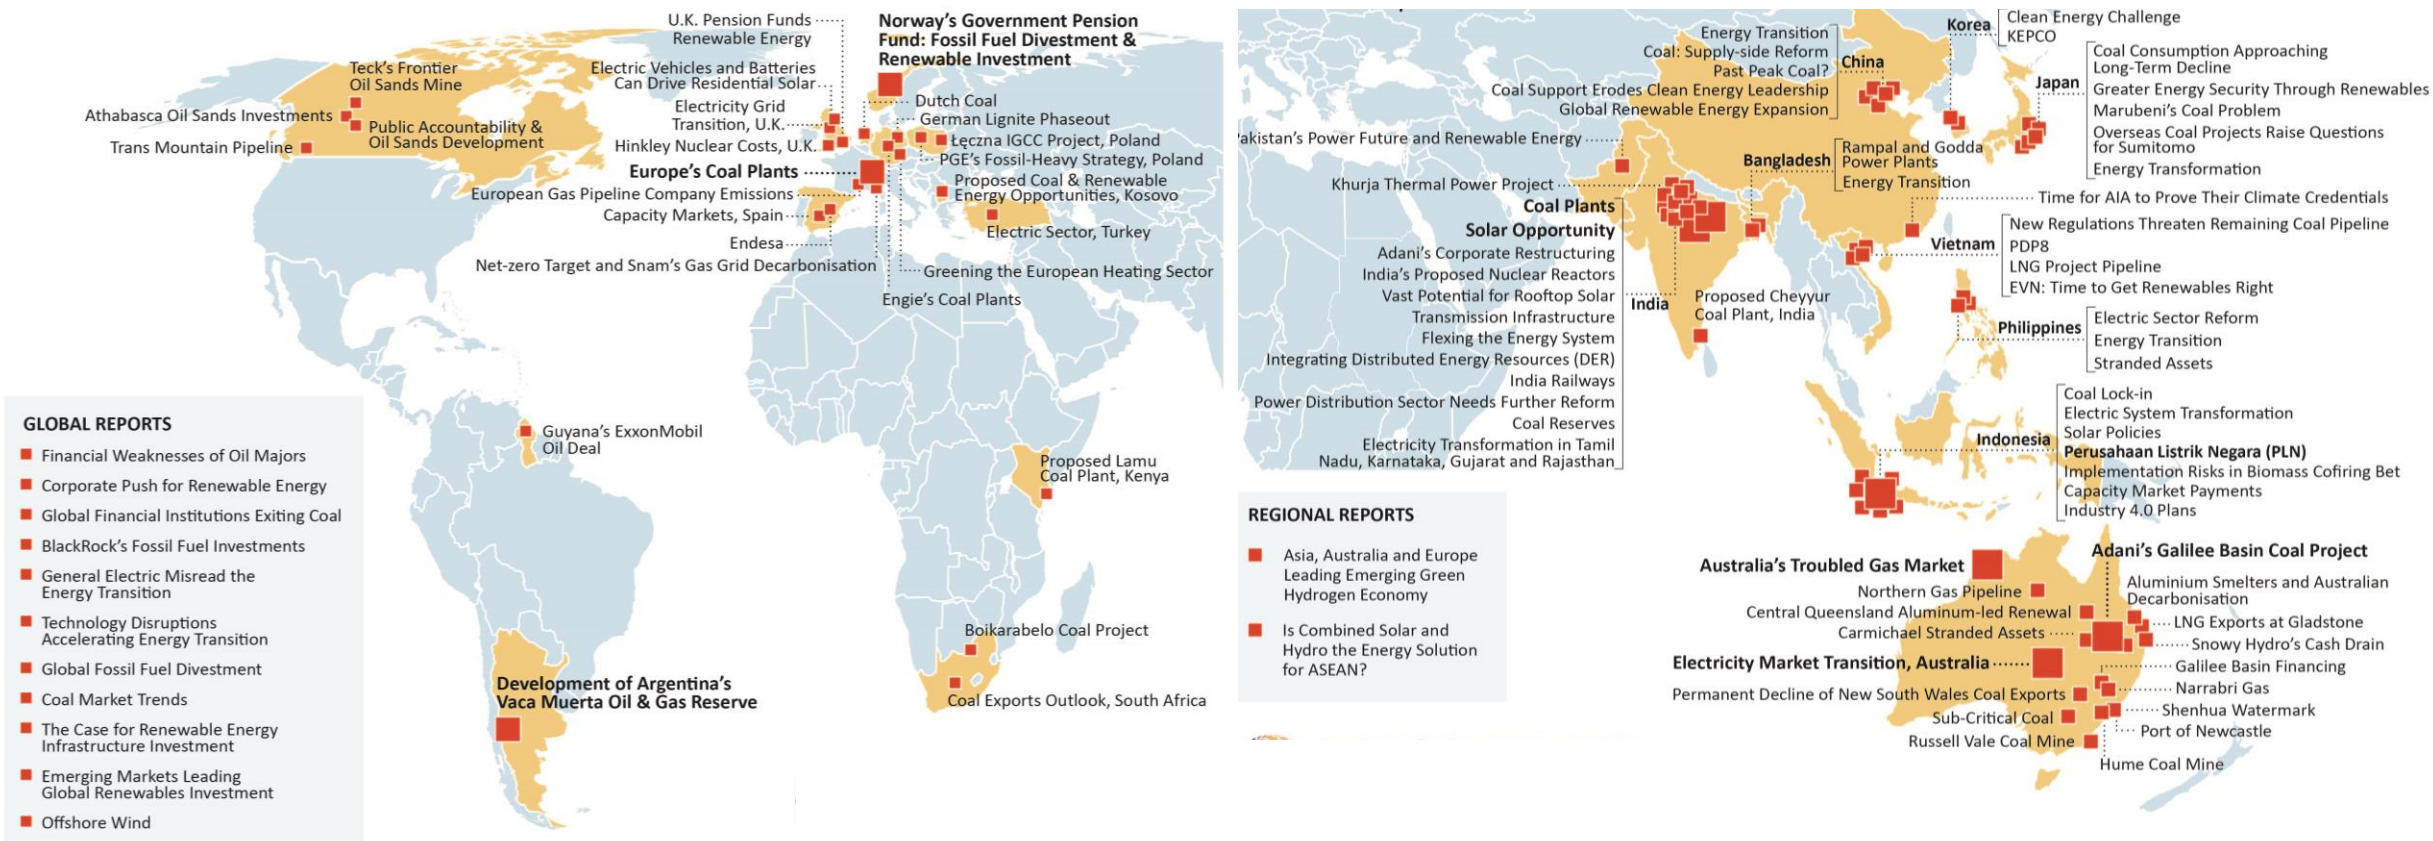 U.K. Pension Funds
Renewable Energy
Norway's Government Pension
Fund: Fossil Fuel Divestment &
Renewable Investment
Teck's Frontier
Oil Sands Mine
Electric Vehicles and Batteries
Can Drive Residential Solar
Athabasca Oil Sands Investments
Public Accountability &
Oil Sands Development
Trans Mountain Pipeline
Electricity Grid
Transition, U.K.
Hinkley Nuclear Costs, U.K.
Dutch Coal
German Lignite Phaseout
Łęczna IGCC Project, Poland
PGE's Fossil-Heavy Strategy, Poland
Europe's Coal Plants
Proposed Coal & Renewable
Energy Opportunities, Kosovo
European Gas Pipeline Company Emissions
Capacity Markets, Spain
Electric Sector, Turkey
Endesa
Net-zero Target and Snam's Gas Grid Decarbonisation
Greening the European Heating Sector
Engie's Coal Plants
Guyana's ExxonMobil
Oil Deal
Proposed Lamu
Coal Plant, Kenya
Boikarabelo Coal Project
Coal Exports Outlook, South Africa
Development of Argentina's
Vaca Muerta Oil & Gas Reserve
GLOBAL REPORTS
Financial Weaknesses of Oil Majors
Corporate Push for Renewable Energy
Global Financial Institutions Exiting Coal
BlackRock's Fossil Fuel Investments
General Electric Misread the
Energy Transition
Technology Disruptions
Accelerating Energy Transition
Global Fossil Fuel Divestment
Coal Market Trends
The Case for Renewable Energy
Infrastructure Investment
Emerging Markets Leading
Global Renewables Investment
Offshore Wind
Energy Transition
Coal: Supply-side Reform
Past Peak Coal?
Coal Support Erodes Clean Energy Leadership
Global Renewable Energy Expansion
China
Korea
Clean Energy Challenge
KEPCO
Japan
Coal Consumption Approaching
Long-Term Decline
Greater Energy Security Through Renewables
Marubeni's Coal Problem
Overseas Coal Projects Raise Questions
for Sumitomo
Energy Transformation
Pakistan's Power Future and Renewable Energy
Bangladesh
Rampal and Godda
Power Plants
Energy Transition
Khurja Thermal Power Project
Time for AIA to Prove Their Climate Credentials
Coal Plants
Solar Opportunity
Adani's Corporate Restructuring
India's Proposed Nuclear Reactors
Vast Potential for Rooftop Solar
Transmission Infrastructure
Flexing the Energy System
Integrating Distributed Energy Resources (DER)
India Railways
Power Distribution Sector Needs Further Reform
Coal Reserves
Electricity Transformation in Tamil
Nadu, Karnataka, Gujarat and Rajasthan
India
Proposed Cheyyur
Coal Plant, India
Vietnam
New Regulations Threaten Remaining Coal Pipeline
PDP8
LNG Project Pipeline
EVN: Time to Get Renewables Right
Philippines
Electric Sector Reform
Energy Transition
Stranded Assets
Indonesia
Coal Lock-in
Electric System Transformation
Solar Policies
Perusahaan Listrik Negara (PLN)
Implementation Risks in Biomass Cofiring Bet
Capacity Market Payments
Industry 4.0 Plans
REGIONAL REPORTS
Asia, Australia and Europe
Leading Emerging Green
Hydrogen Economy
Is Combined Solar and
Hydro the Energy Solution
for ASEAN?
Australia's Troubled Gas Market
Northern Gas Pipeline
Central Queensland Aluminum-led Renewal
Carmichael Stranded Assets
Electricity Market Transition, Australia
Permanent Decline of New South Wales Coal Exports
Sub-Critical Coal
Russell Vale Coal Mine
Adani's Galilee Basin Coal Project
Aluminium Smelters and Australian
Decarbonisation
LNG Exports at Gladstone
Snowy Hydro's Cash Drain
Galilee Basin Financing
Narrabri Gas
Shenhua Watermark
Port of Newcastle
Hume Coal Mine